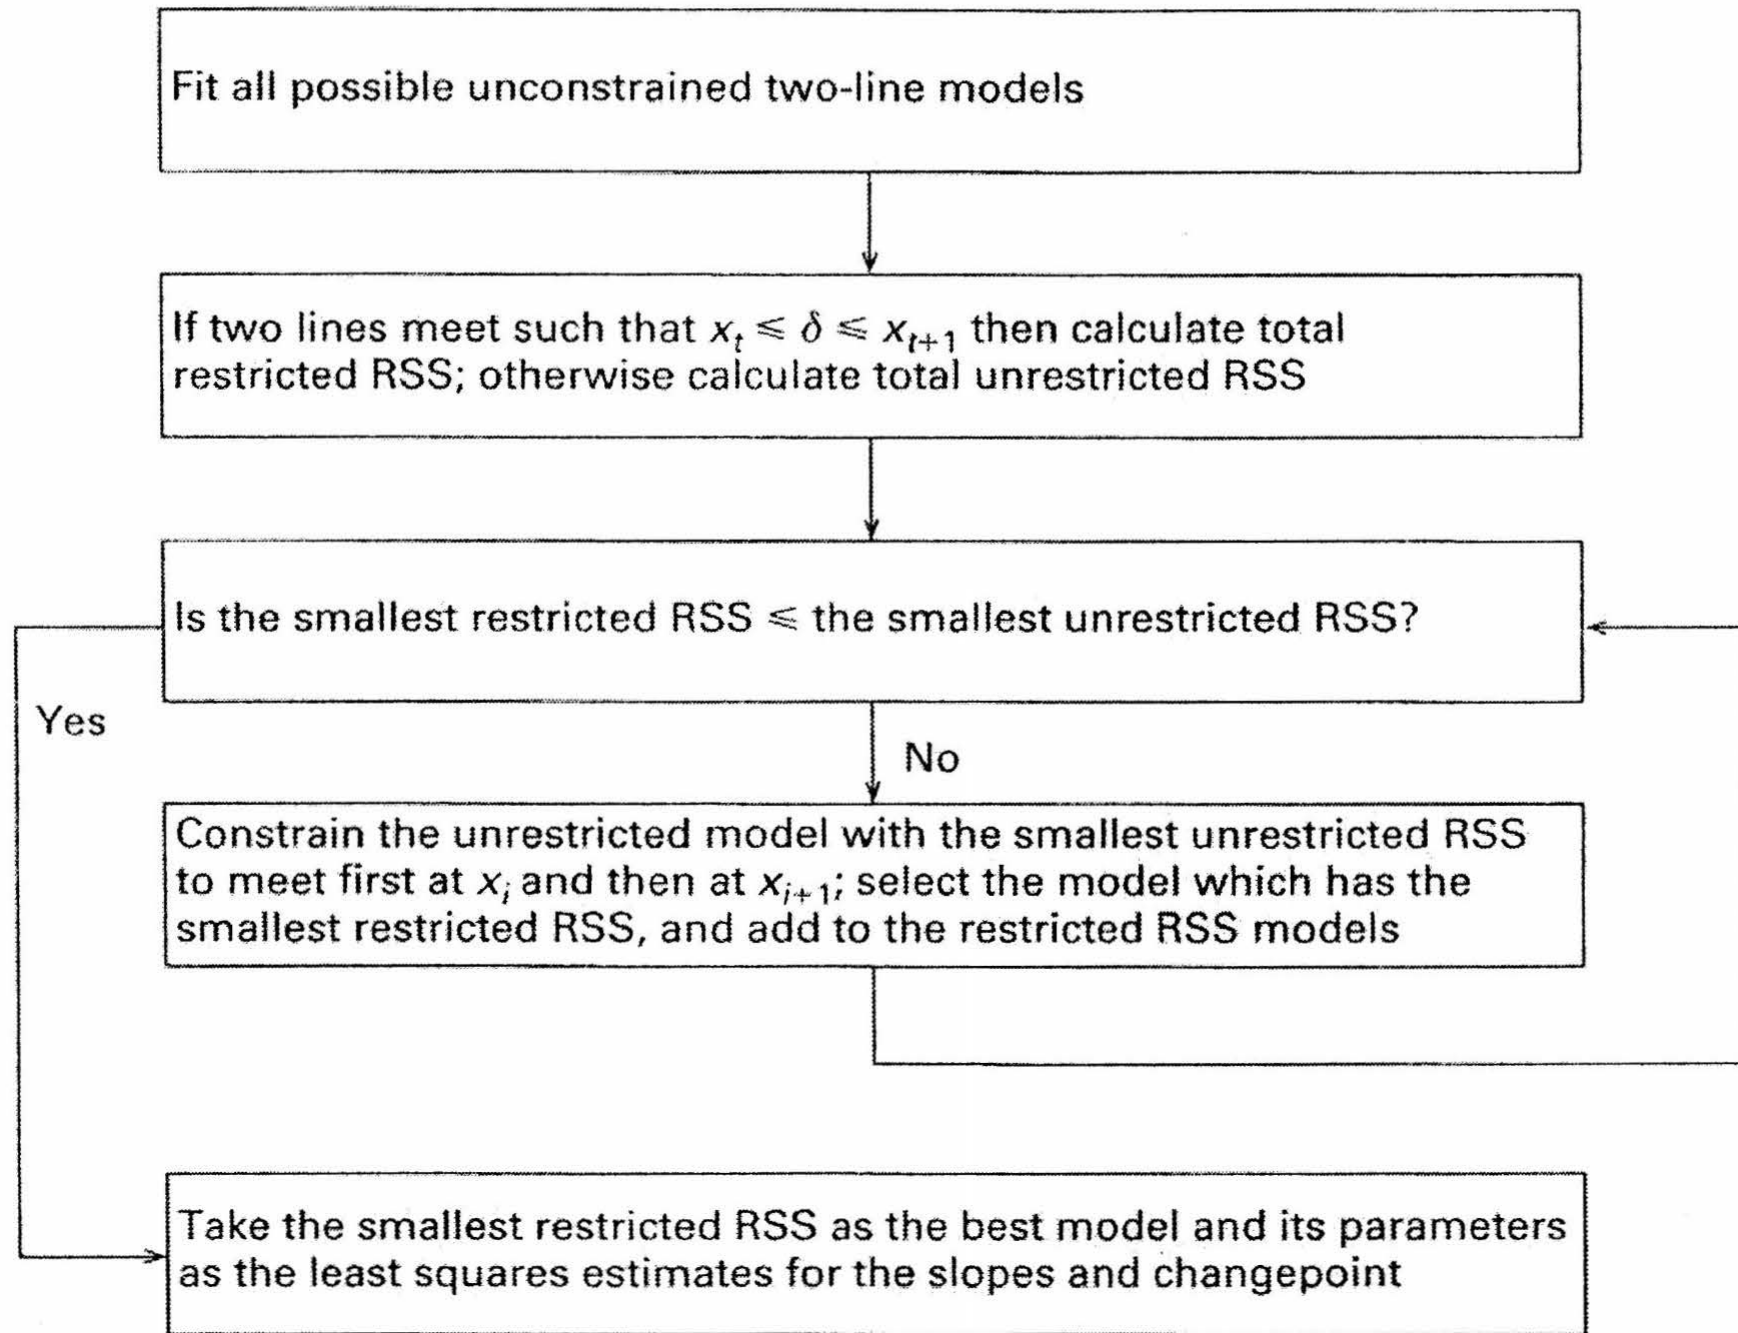 Fit all possible unconstrained two-line models
If two lines meet such that xₜ ⩽ δ ⩽ xₜ₊₁ then calculate total
restricted RSS; otherwise calculate total unrestricted RSS
Is the smallest restricted RSS ⩽ the smallest unrestricted RSS?
Yes
No
Constrain the unrestricted model with the smallest unrestricted RSS
to meet first at xᵢ and then at xᵢ₊₁; select the model which has the
smallest restricted RSS, and add to the restricted RSS models
Take the smallest restricted RSS as the best model and its parameters
as the least squares estimates for the slopes and changepoint